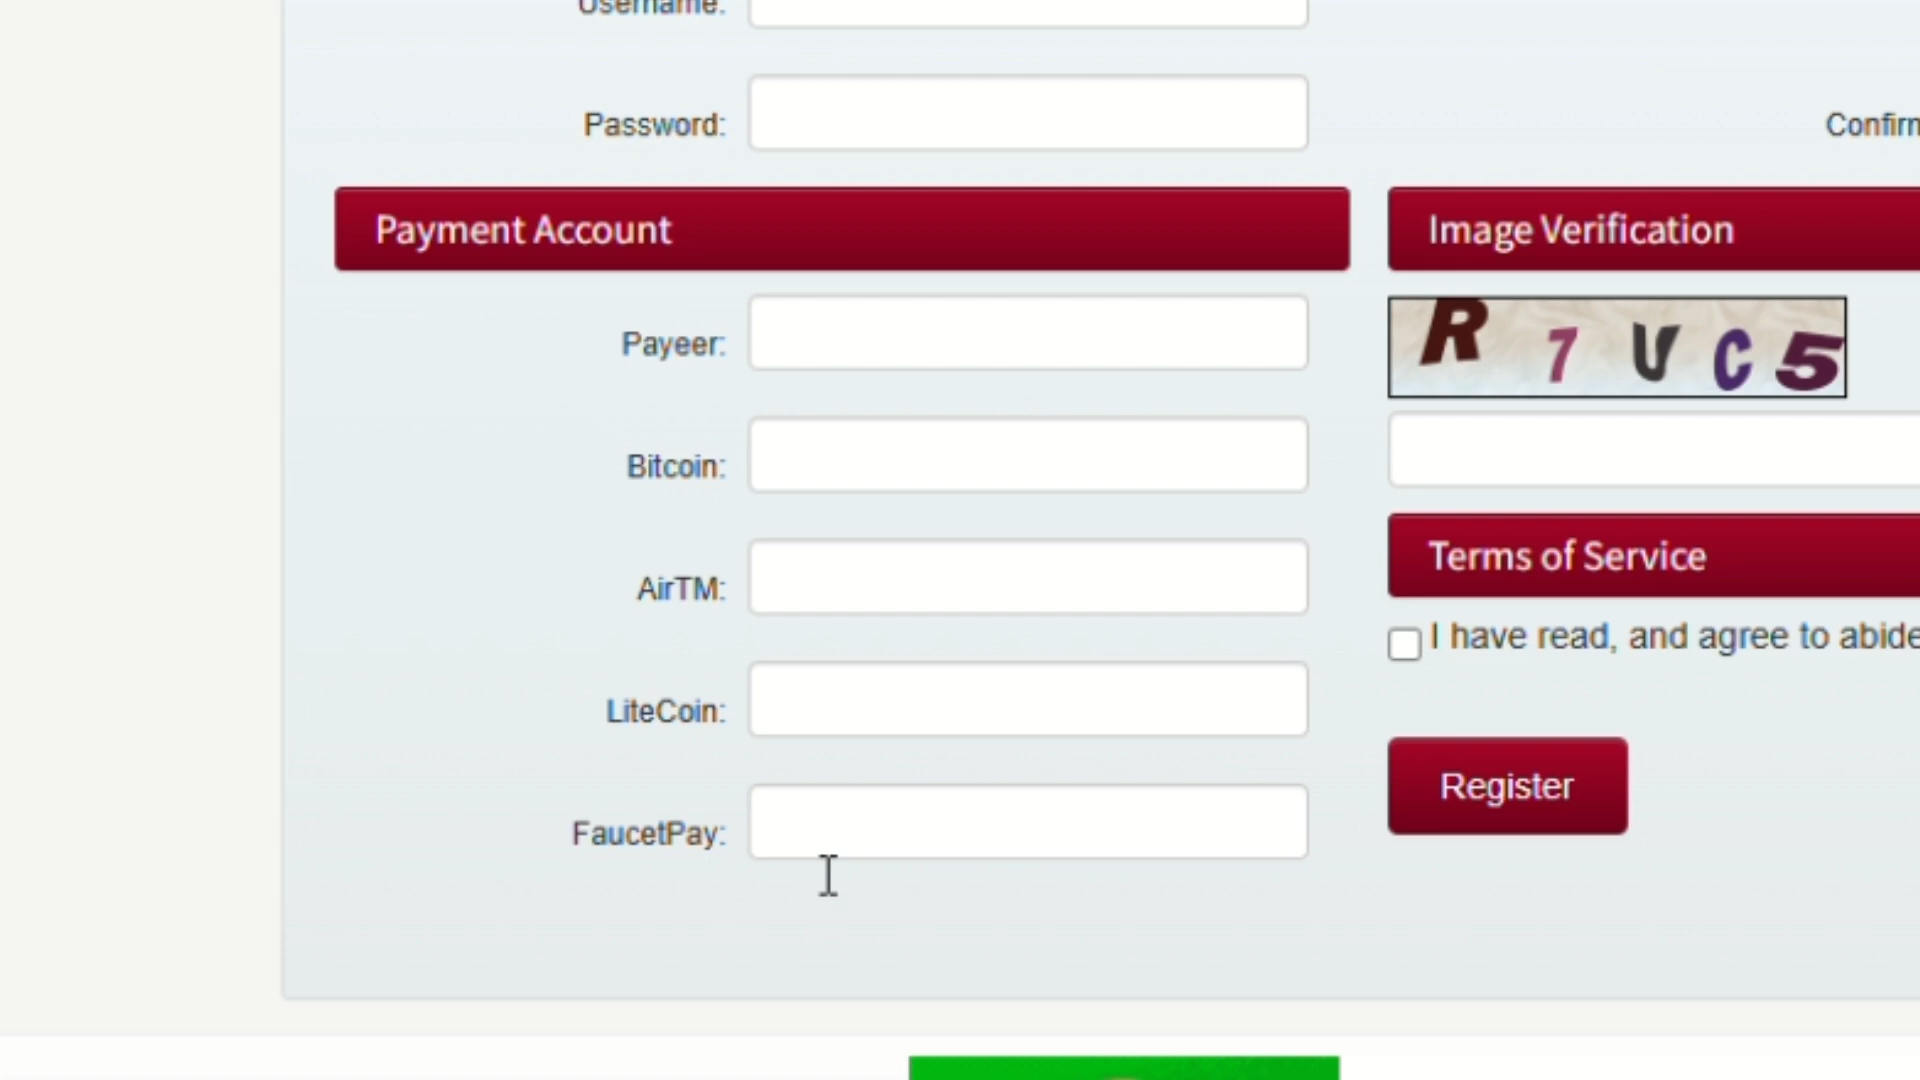 Username:
Password:
Confirm
Payment Account
Image Verification
Payeer:
R 7 U C 5
Bitcoin:
Terms of Service
AirTM:
I have read, and agree to abide
LiteCoin:
Register
FaucetPay: